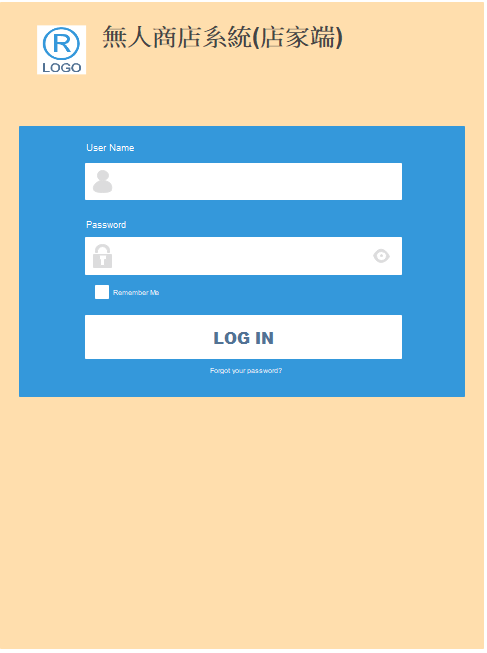 R
LOGO
無人商店系統(店家端)
User Name
Password
Remember Me
LOG IN
Forgot your password?